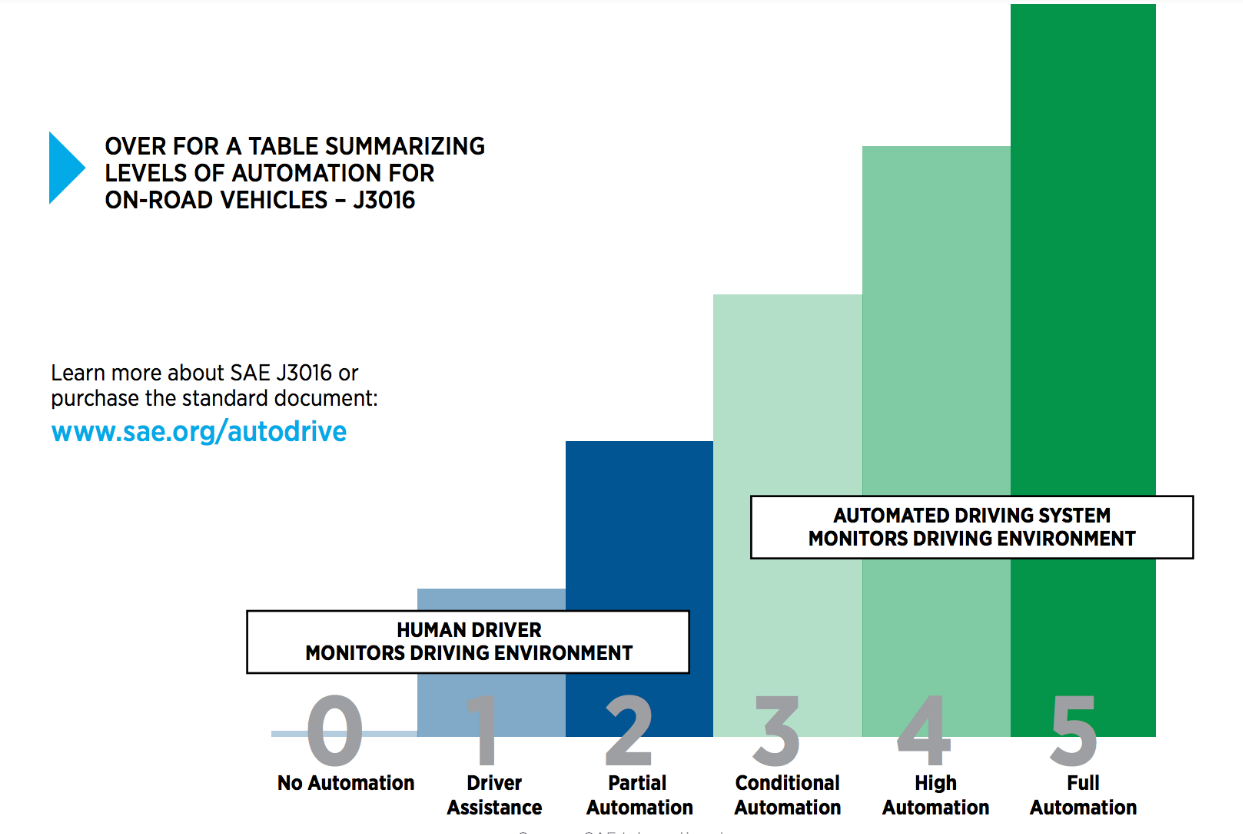 OVER FOR A TABLE SUMMARIZING
LEVELS OF AUTOMATION FOR
ON-ROAD VEHICLES – J3016
Learn more about SAE J3016 or
purchase the standard document:
www.sae.org/autodrive
AUTOMATED DRIVING SYSTEM
MONITORS DRIVING ENVIRONMENT
HUMAN DRIVER
MONITORS DRIVING ENVIRONMENT
0 1 2 3 4 5
No Automation
Driver
Assistance
Partial
Automation
Conditional
Automation
High
Automation
Full
Automation